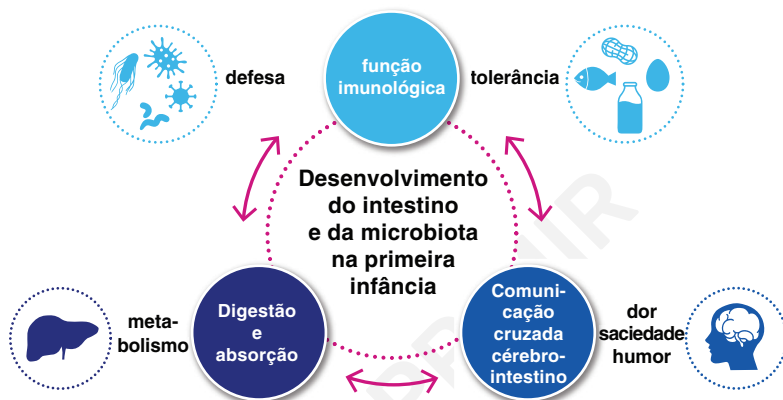 defesa
função
imunológica
tolerância
Desenvolvimento
do intestino
e da microbiota
na primeira
infância
meta-
bolismo
Digestão
e
absorção
Comuni-
cação
cruzada
cérebro-
intestino
dor
saciedade
humor